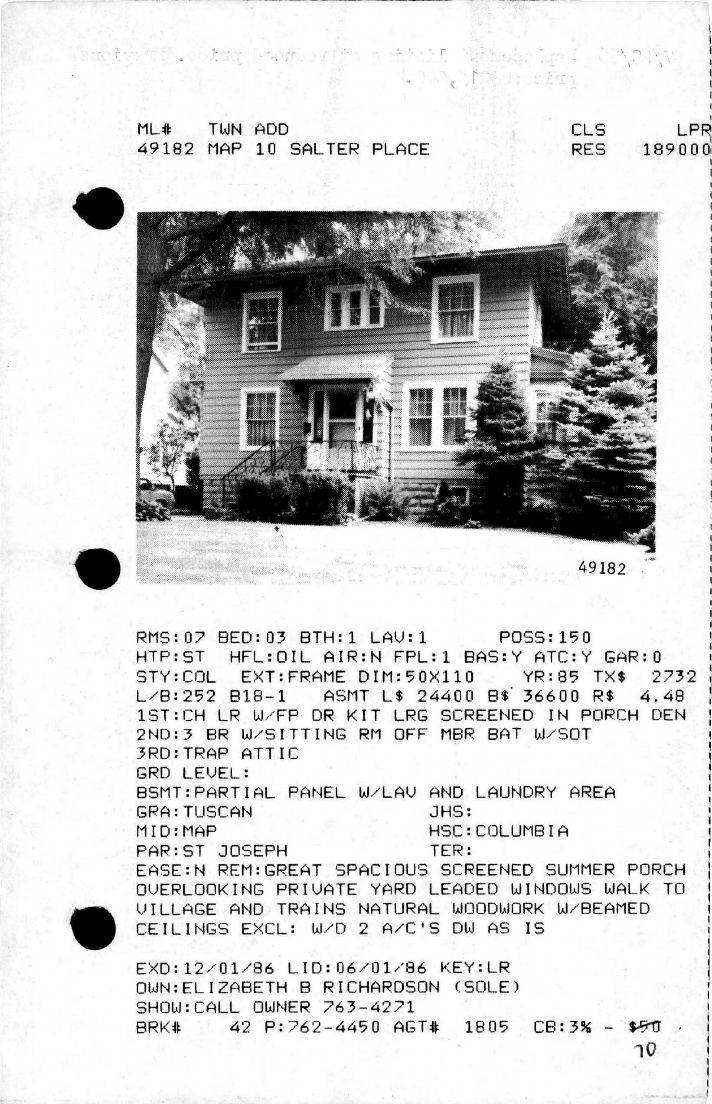 ML# TWN ADD CLS LPR
49182 MAP 10 SALTER PLACE RES 189000
49182
RMS:07 BED:03 BTH:1 LAV:1 POSS:150
HTP:ST HFL:OIL AIR:N FPL:1 BAS:Y ATC:Y GAR:0
STY:COL EXT:FRAME DIM:50X110 YR:85 TX$ 2732
L/B:252 B18-1 ASMT L$ 24400 B$ 36600 R$ 4.48
1ST:CH LR W/FP DR KIT LRG SCREENED IN PORCH DEN
2ND:3 BR W/SITTING RM OFF MBR BAT W/SOT
3RD:TRAP ATTIC
GRD LEVEL:
BSMT:PARTIAL PANEL W/LAV AND LAUNDRY AREA
GRA:TUSCAN JHS:
MID:MAP HSC:COLUMBIA
PAR:ST JOSEPH TER:
EASE:N REM:GREAT SPACIOUS SCREENED SUMMER PORCH
OVERLOOKING PRIVATE YARD LEADED WINDOWS WALK TO
VILLAGE AND TRAINS NATURAL WOODWORK W/BEAMED
CEILINGS EXCL: W/D 2 A/C'S DW AS IS
EXD:12/01/86 LID:06/01/86 KEY:LR
OWN:ELIZABETH B RICHARDSON (SOLE)
SHOW:CALL OWNER 763-4271
BRK# 42 P:762-4450 AGT# 1805 CB:3% - $50
70